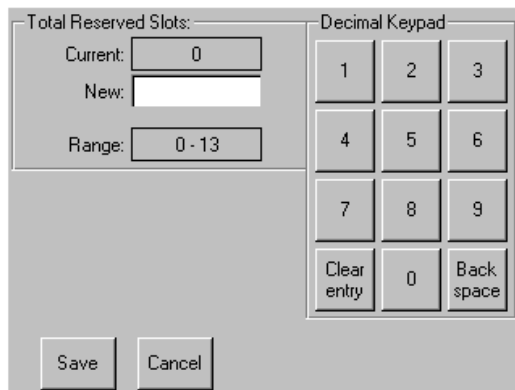 Total Reserved Slots:
Current: 0
New:
Range: 0 - 13
Decimal Keypad
1 2 3
4 5 6
7 8 9
Clear entry 0 Back space
Save Cancel